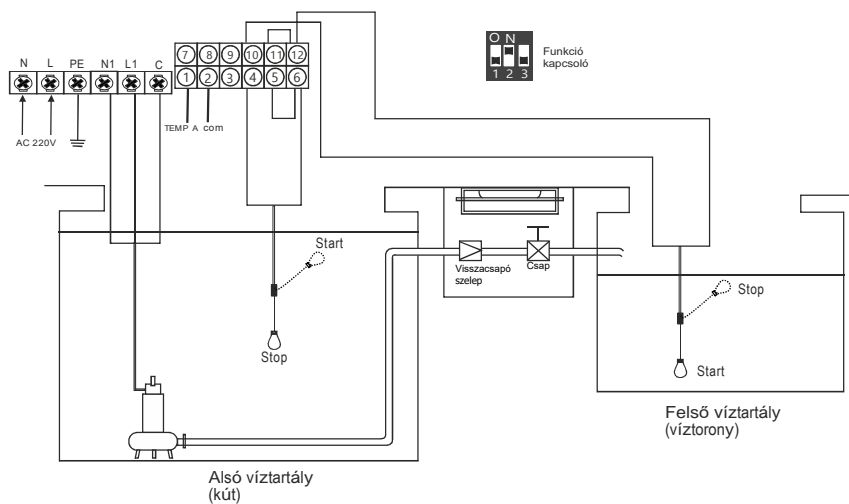 N L PE N1 L1 C
7 8 9 10 11 12
1 2 3 4 5 6
AC 220V
TEMP A com
ON
1 2 3
Funkció
kapcsoló
Start
Stop
Visszacsapó
szelep
Csap
Stop
Start
Alsó víztartály
(kút)
Felső víztartály
(víztorony)